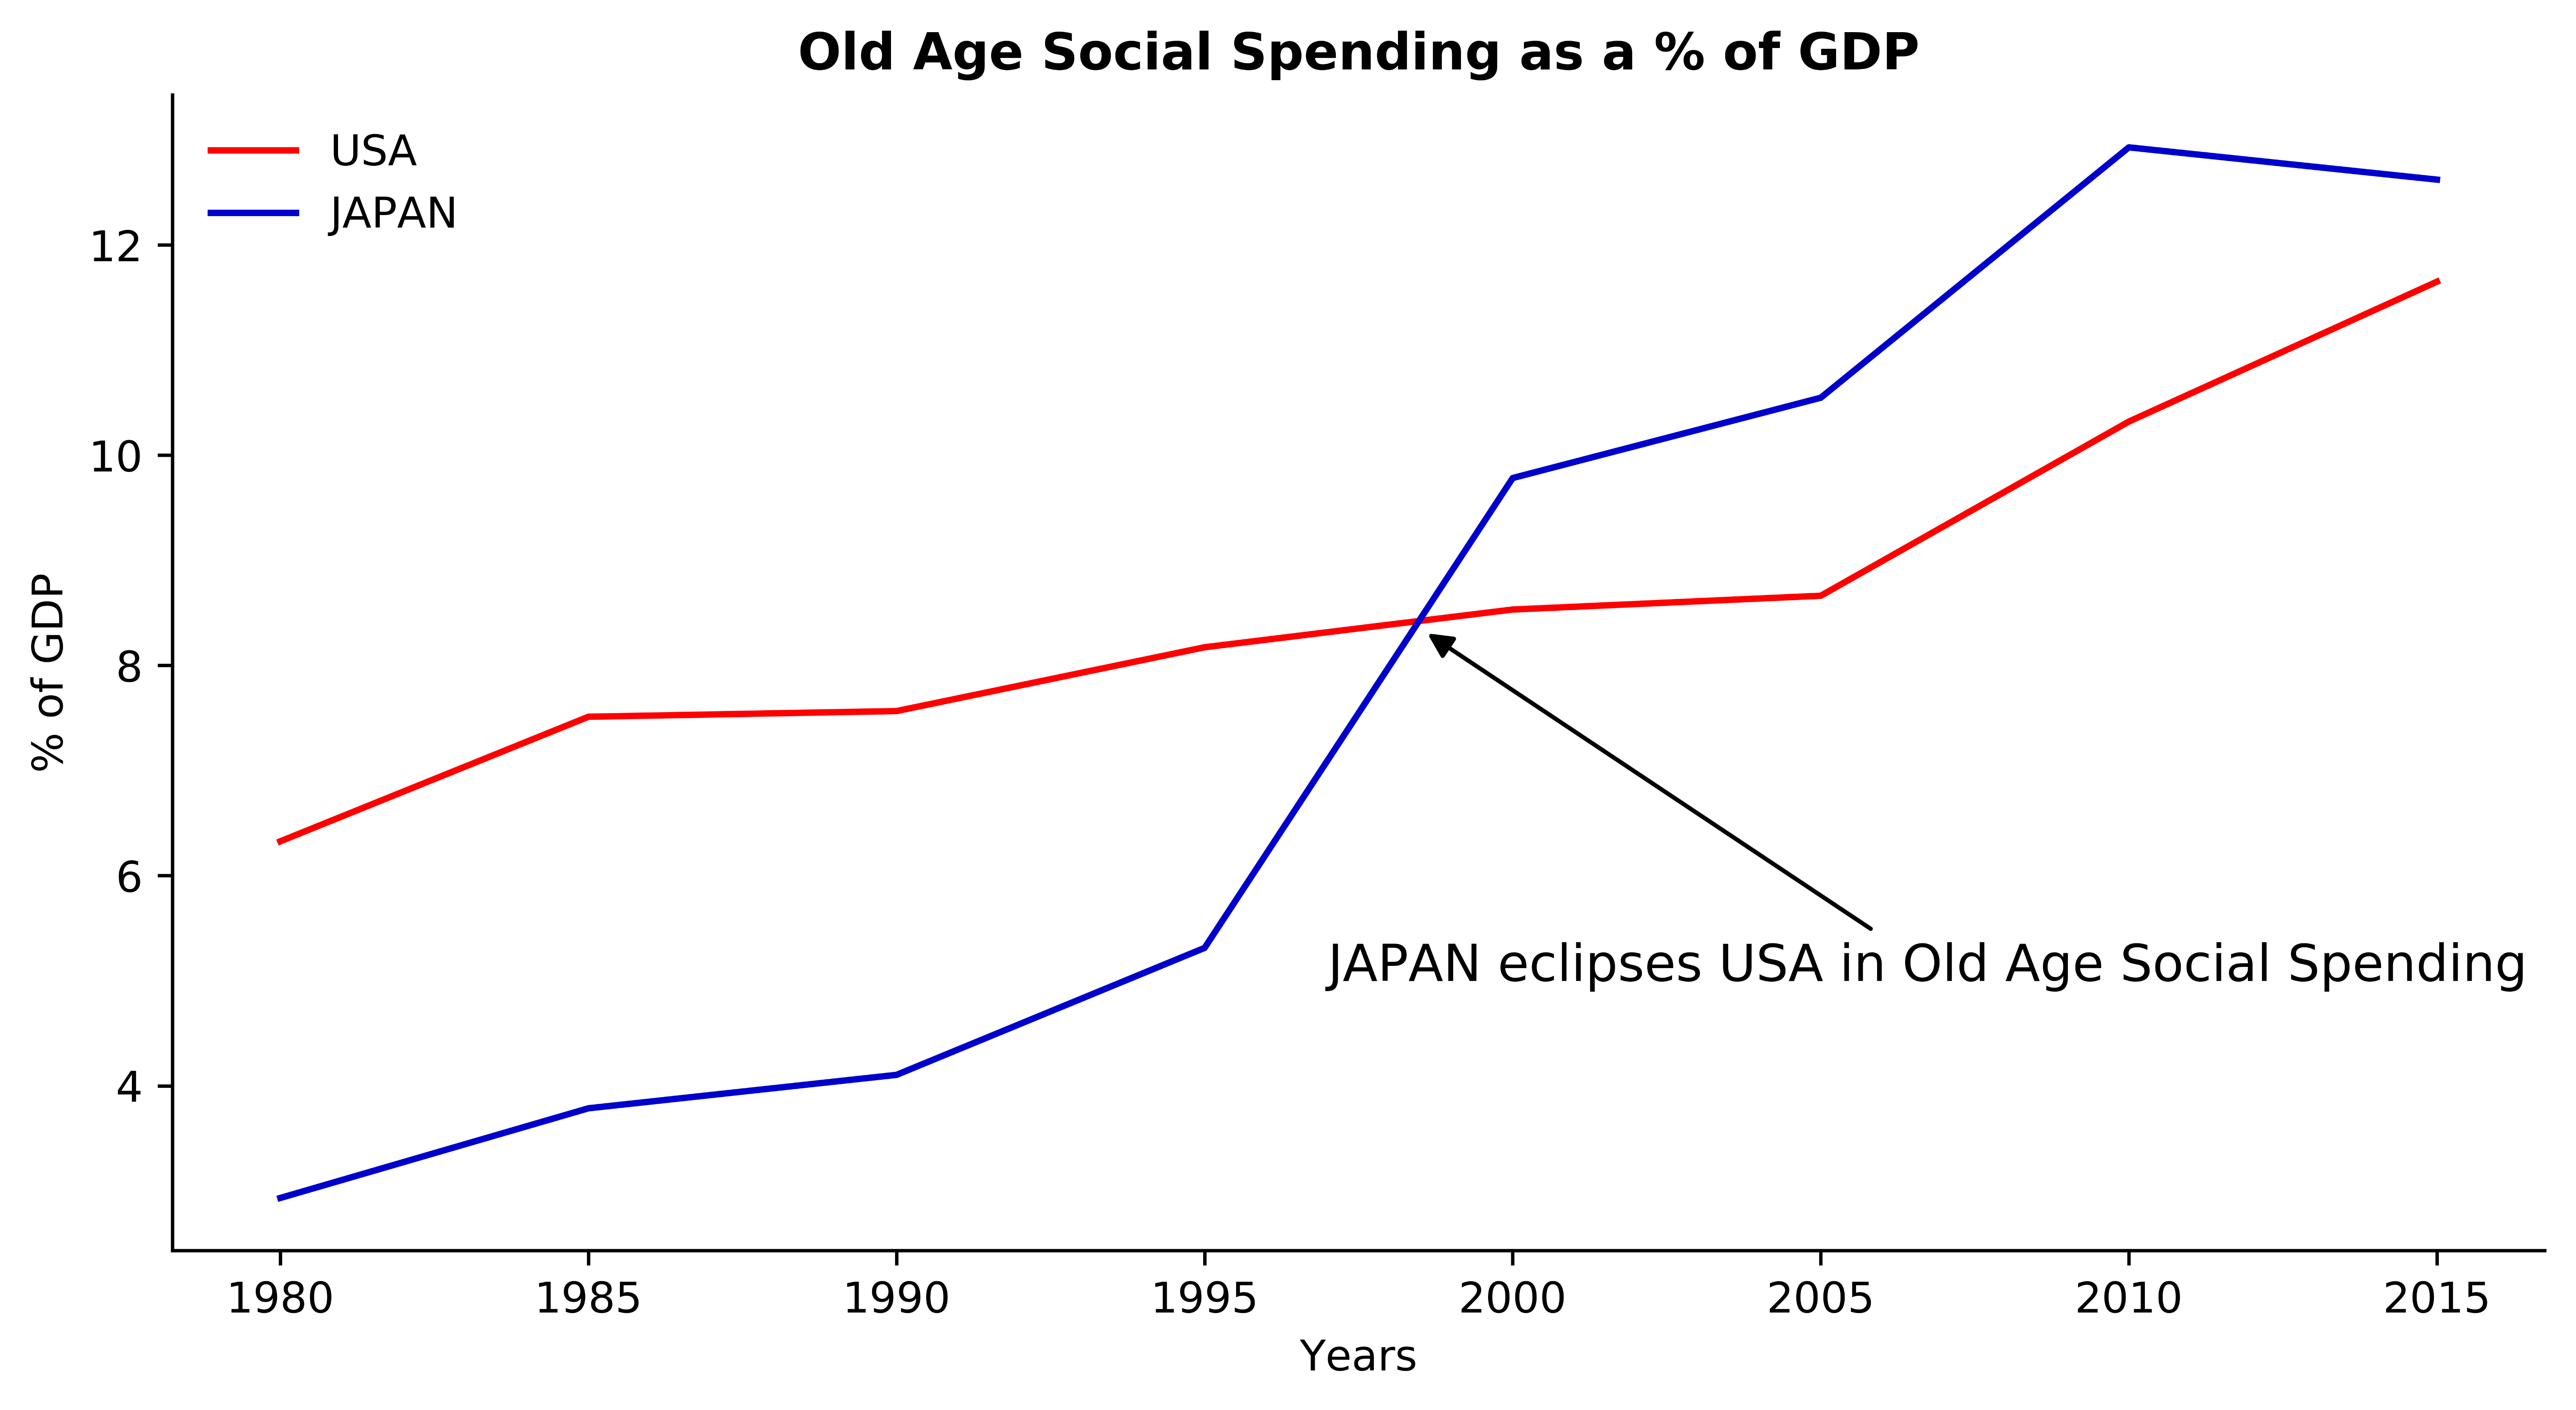 Old Age Social Spending as a % of GDP
USA
JAPAN
12
10
8
6
4
% of GDP
JAPAN eclipses USA in Old Age Social Spending
1980 1985 1990 1995 2000 2005 2010 2015
Years